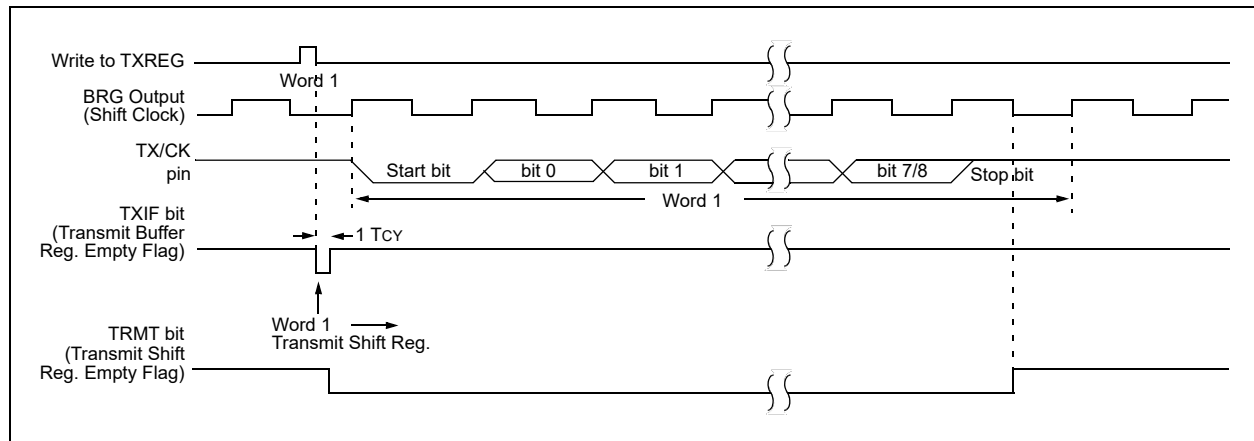 Write to TXREG
Word 1
BRG Output
(Shift Clock)
TX/CK
pin
Start bit
bit 0
bit 1
bit 7/8
Stop bit
Word 1
TXIF bit
(Transmit Buffer
Reg. Empty Flag)
1 TCY
Word 1
Transmit Shift Reg.
TRMT bit
(Transmit Shift
Reg. Empty Flag)